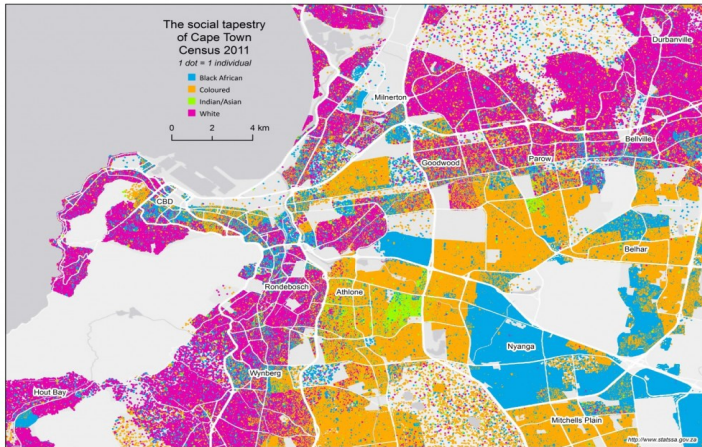 The social tapestry
of Cape Town
Census 2011
1 dot = 1 individual
Black African
Coloured
Indian/Asian
White
0 2 4 km
Durbanville
Milnerton
Bellville
Goodwood
Parow
CBD
Belhar
Rondebosch
Athlone
Nyanga
Wynberg
Hout Bay
Mitchells Plain
http://www.statssa.gov.za